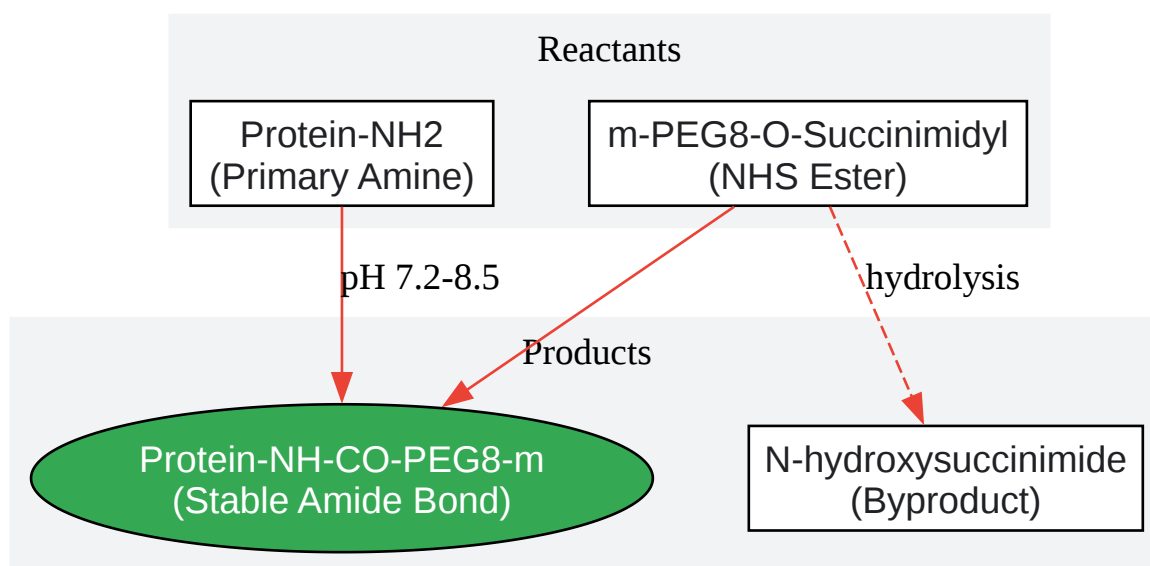 Reactants
Protein-NH2
(Primary Amine)
m-PEG8-O-Succinimidyl
(NHS Ester)
pH 7.2-8.5
hydrolysis
Products
Protein-NH-CO-PEG8-m
(Stable Amide Bond)
N-hydroxysuccinimide
(Byproduct)